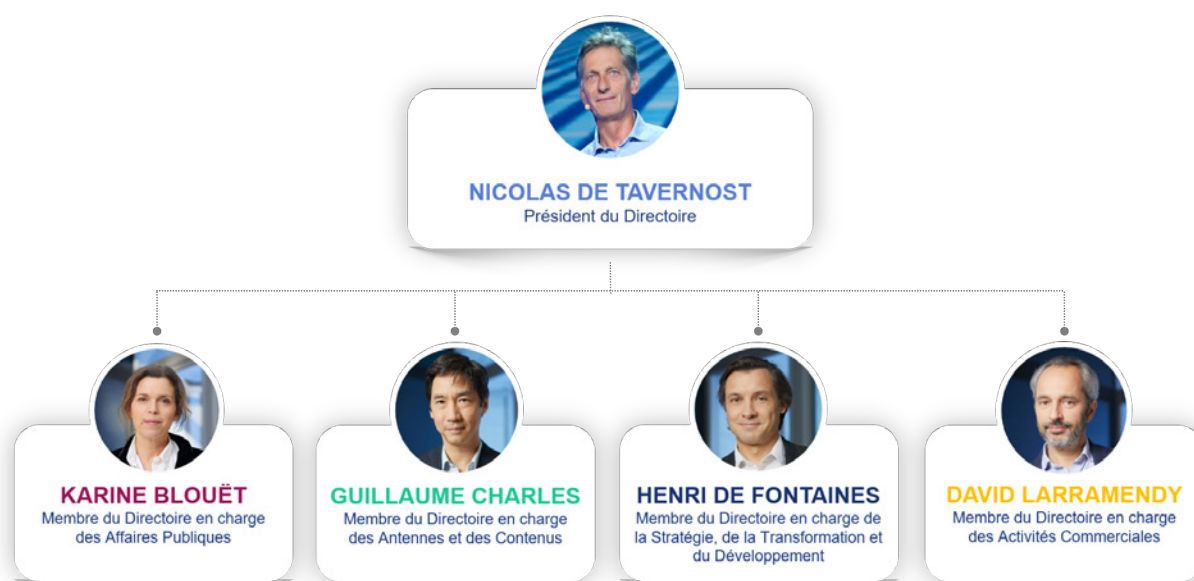 NICOLAS DE TAVERNOST
Président du Directoire
KARINE BLOUËT
Membre du Directoire en charge
des Affaires Publiques
GUILLAUME CHARLES
Membre du Directoire en charge
des Antennes et des Contenus
HENRI DE FONTAINES
Membre du Directoire en charge de
la Stratégie, de la Transformation et
du Développement
DAVID LARRAMENDY
Membre du Directoire en charge
des Activités Commerciales